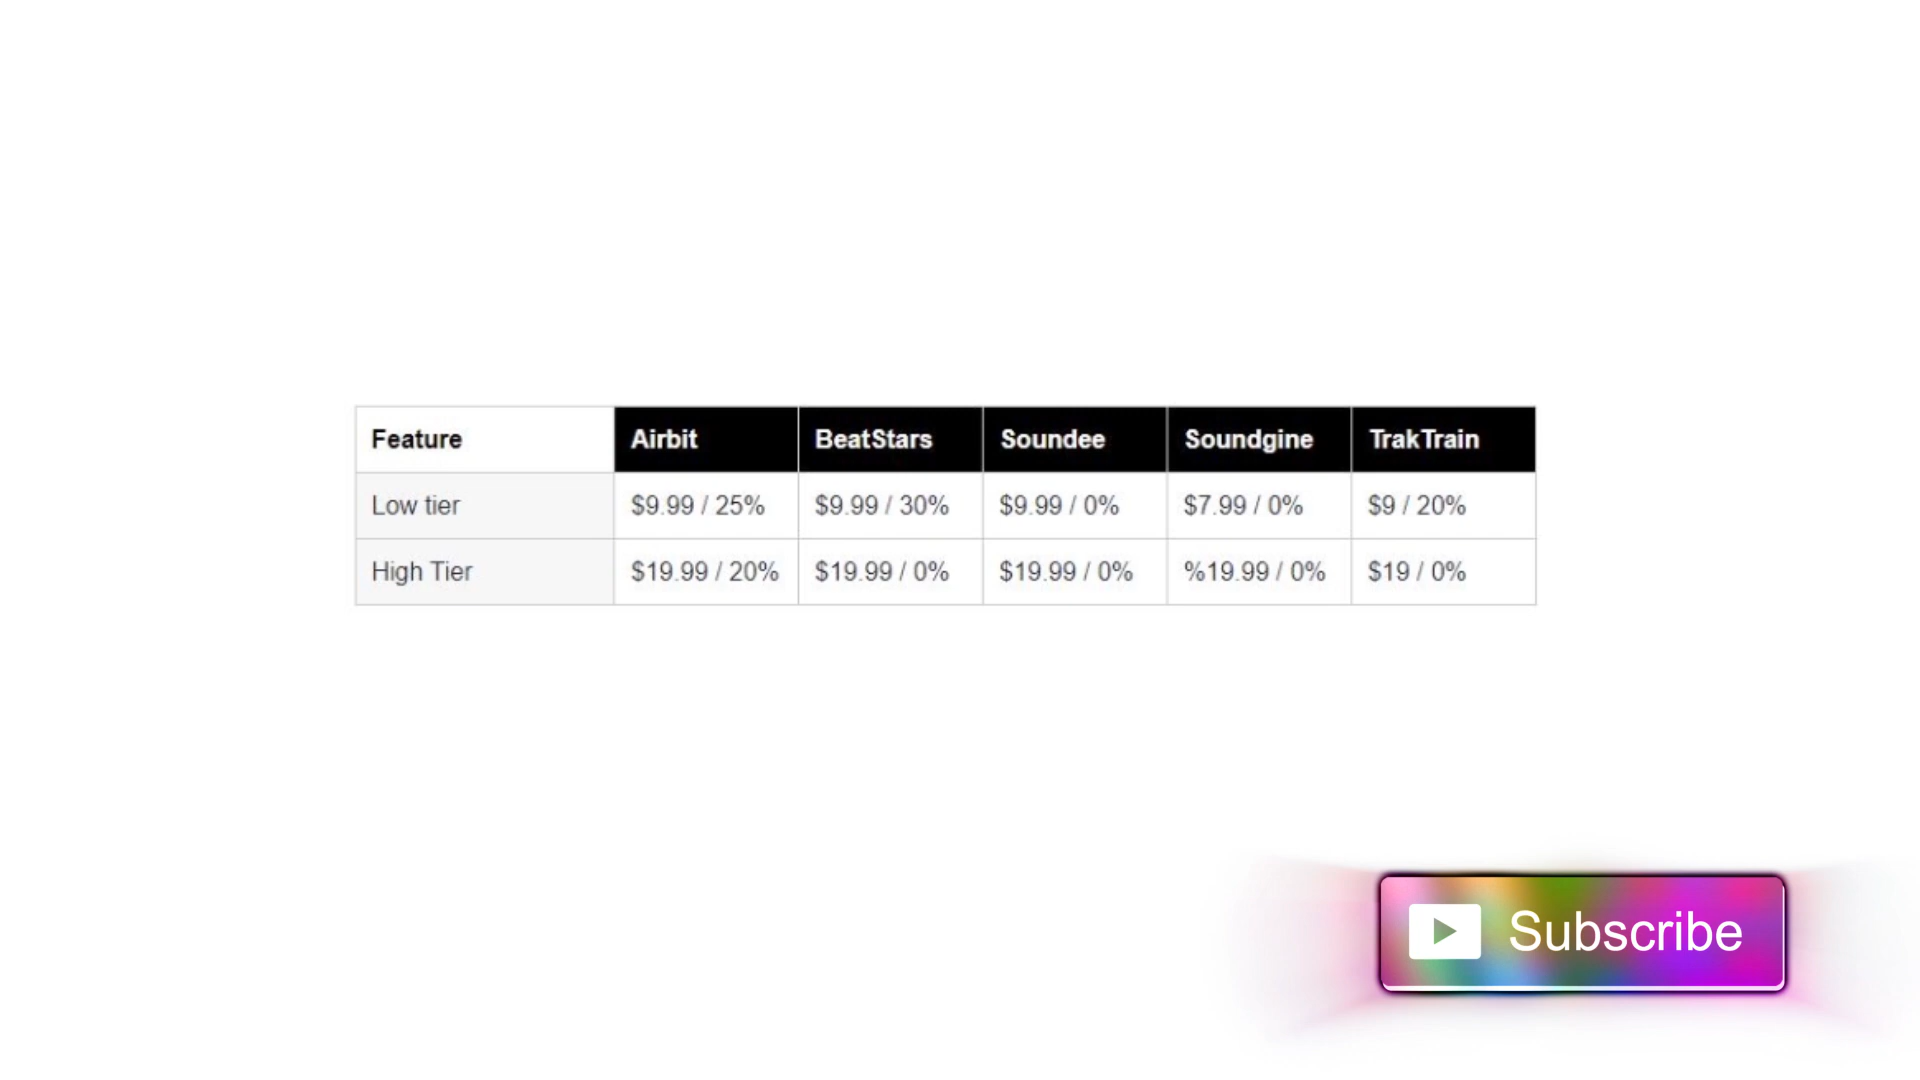 Feature Airbit BeatStars Soundee Soundgine TrakTrain
Low tier $9.99 / 25% $9.99 / 30% $9.99 / 0% $7.99 / 0% $9 / 20%
High Tier $19.99 / 20% $19.99 / 0% $19.99 / 0% %19.99 / 0% $19 / 0%
Subscribe